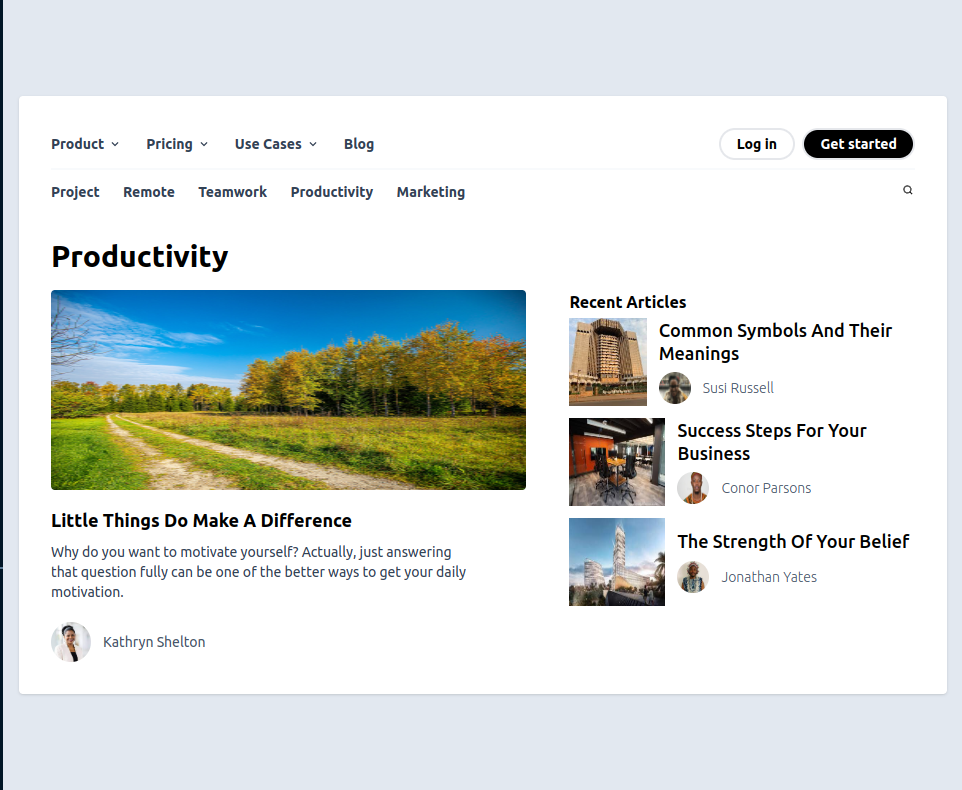 Product Pricing Use Cases Blog Log in Get started
Project Remote Teamwork Productivity Marketing
Productivity
Little Things Do Make A Difference
Why do you want to motivate yourself? Actually, just answering
that question fully can be one of the better ways to get your daily
motivation.
Kathryn Shelton
Recent Articles
Common Symbols And Their
Meanings
Susi Russell
Success Steps For Your
Business
Conor Parsons
The Strength Of Your Belief
Jonathan Yates